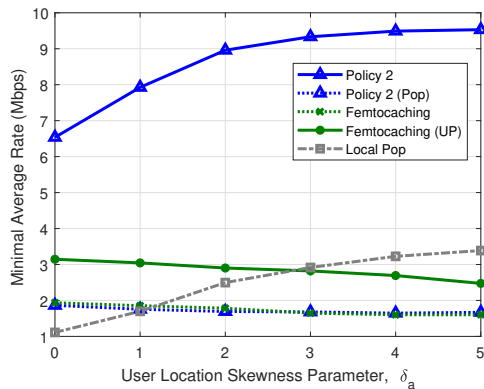 10
9
8
7
6
5
4
3
2
1
0
1
2
3
4
5
Minimal Average Rate (Mbps)
User Location Skewness Parameter, δa
Policy 2
Policy 2 (Pop)
Femtocaching
Femtocaching (UP)
Local Pop